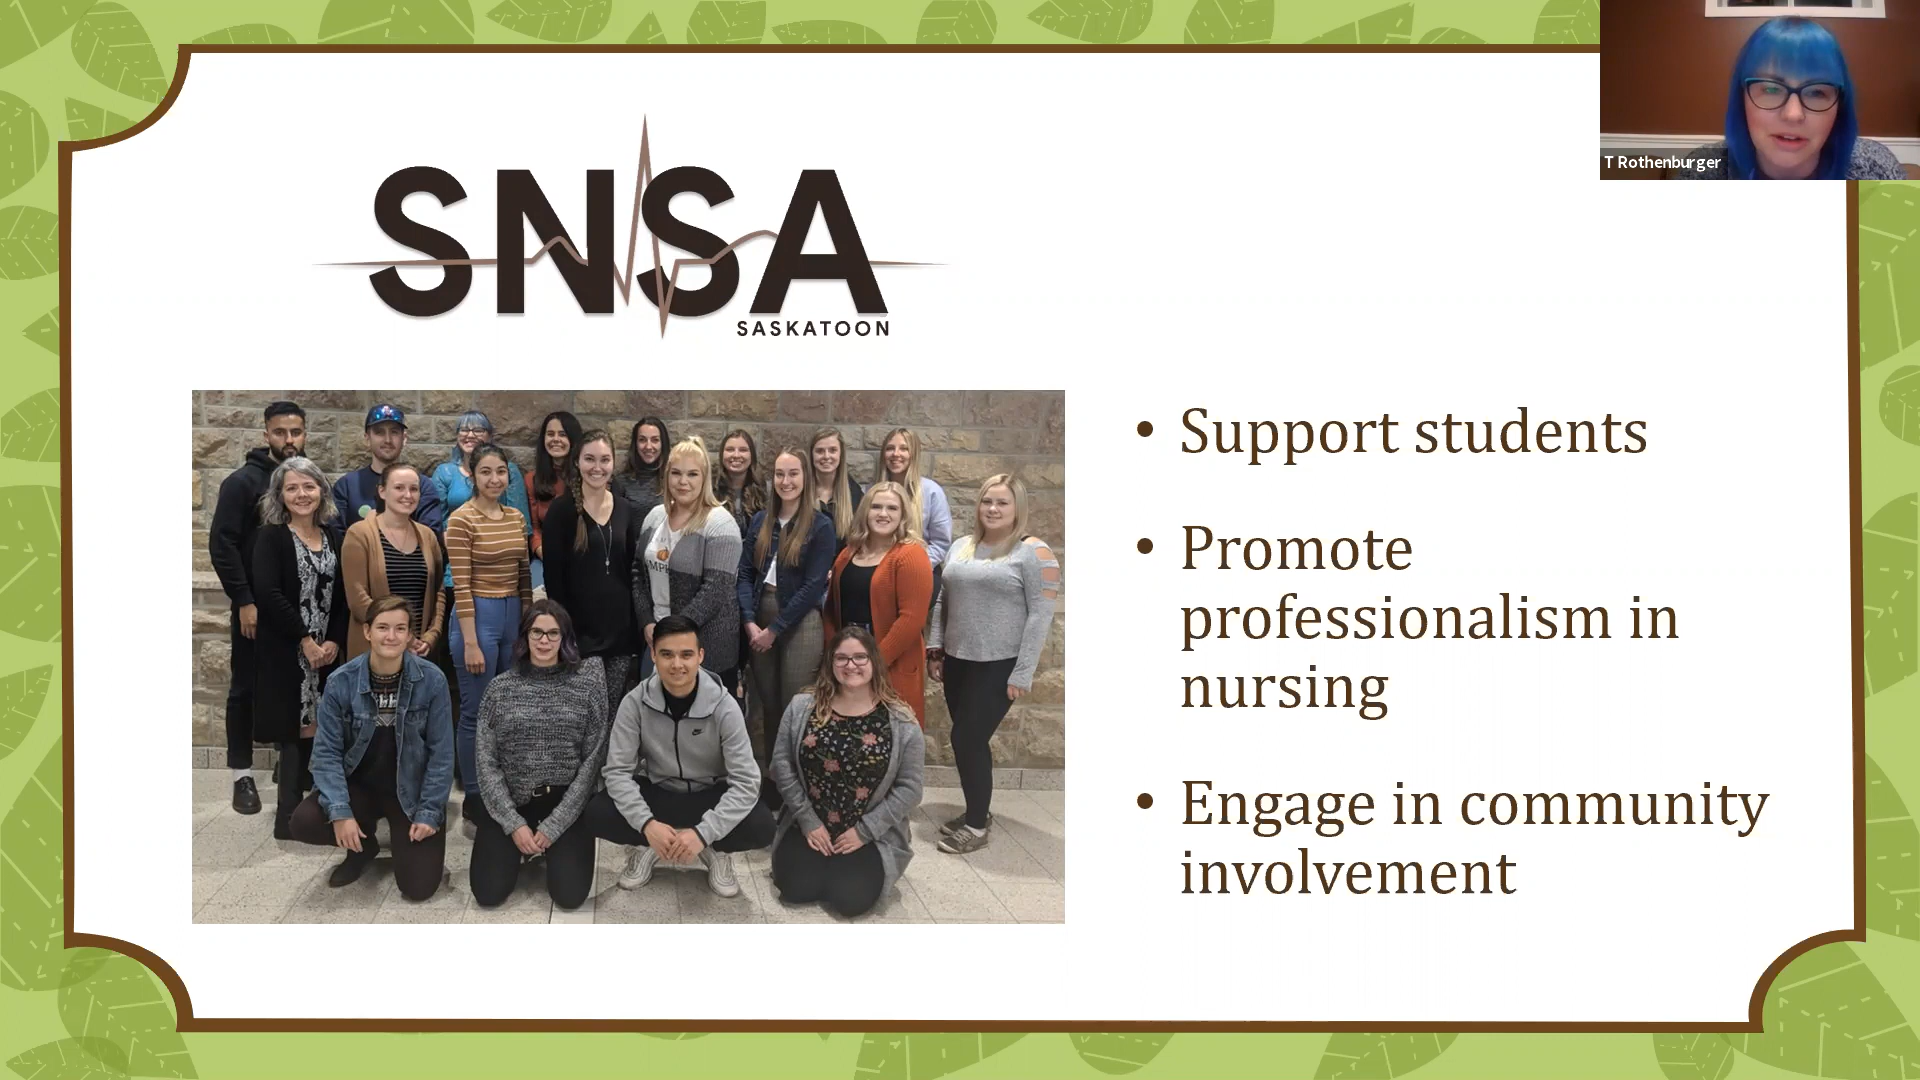 SNSA
SASKATOON
T Rothenburger
• Support students
• Promote
professionalism in
nursing
• Engage in community
involvement